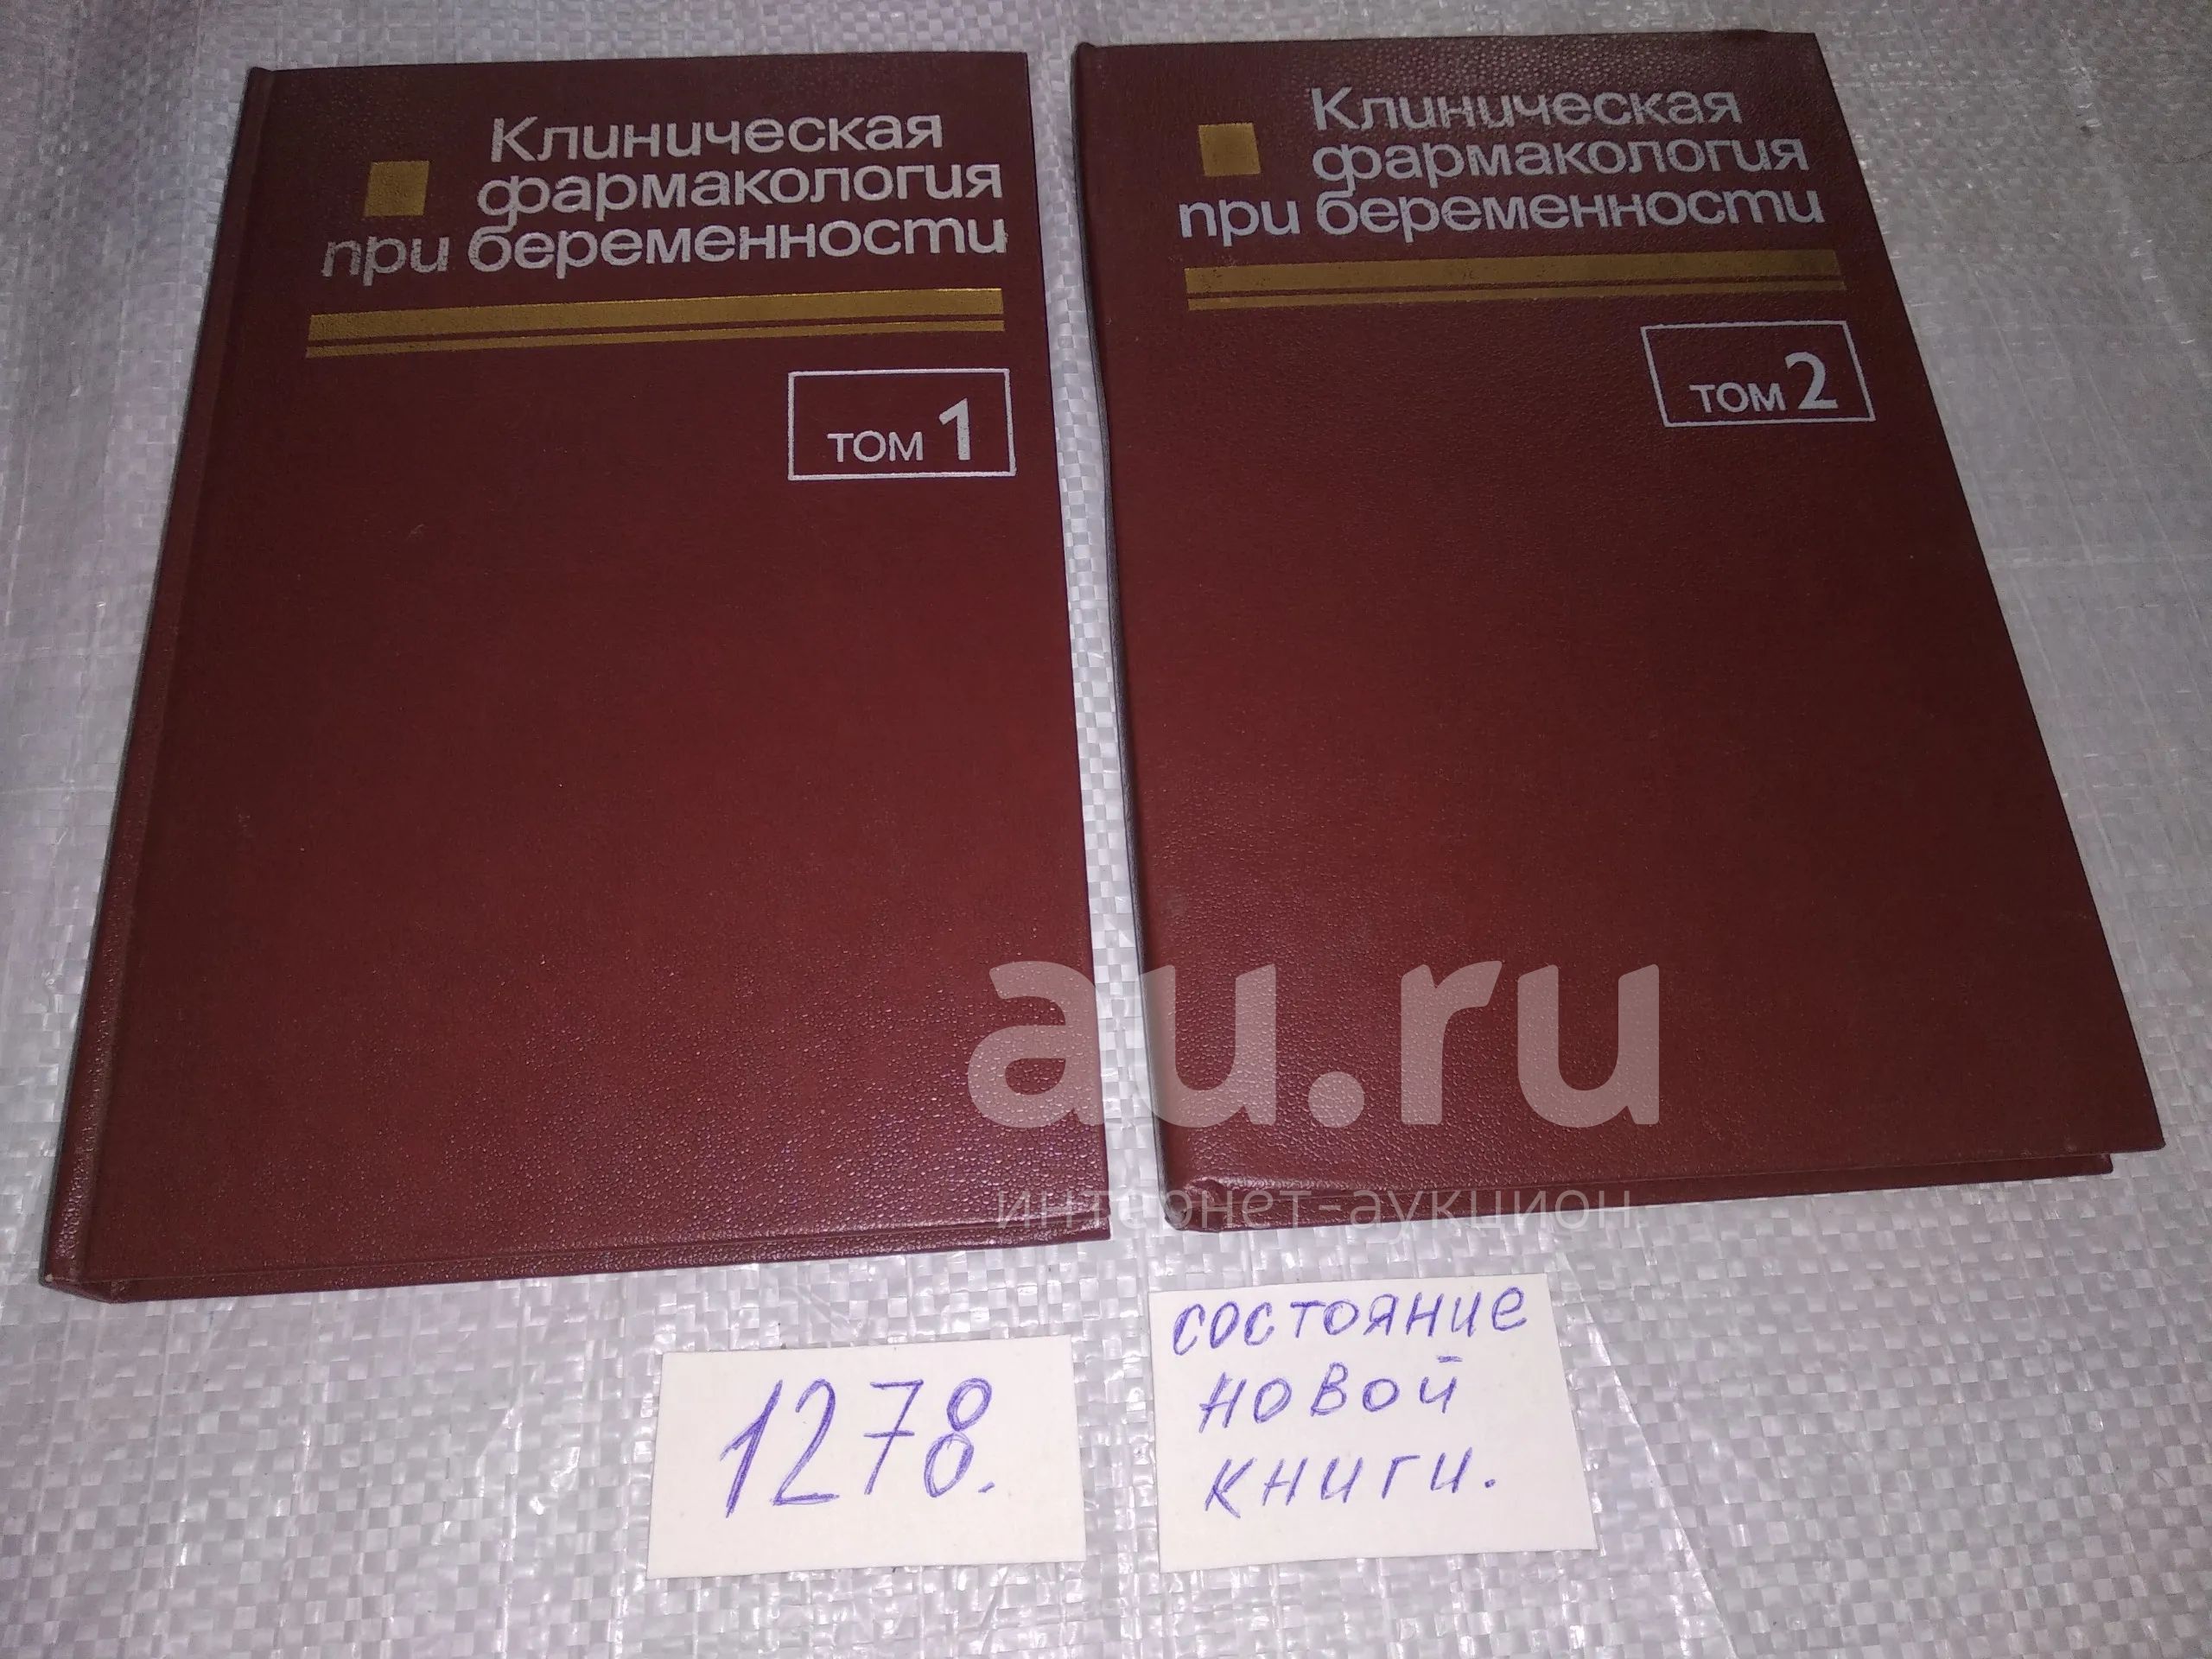 Клиническая
фармакология
при беременности
ТОМ 1
Клиническая
фармакология
при беременности
ТОМ 2
au.ru
интернет-аукцион
1278.
состояние
новой
книги.